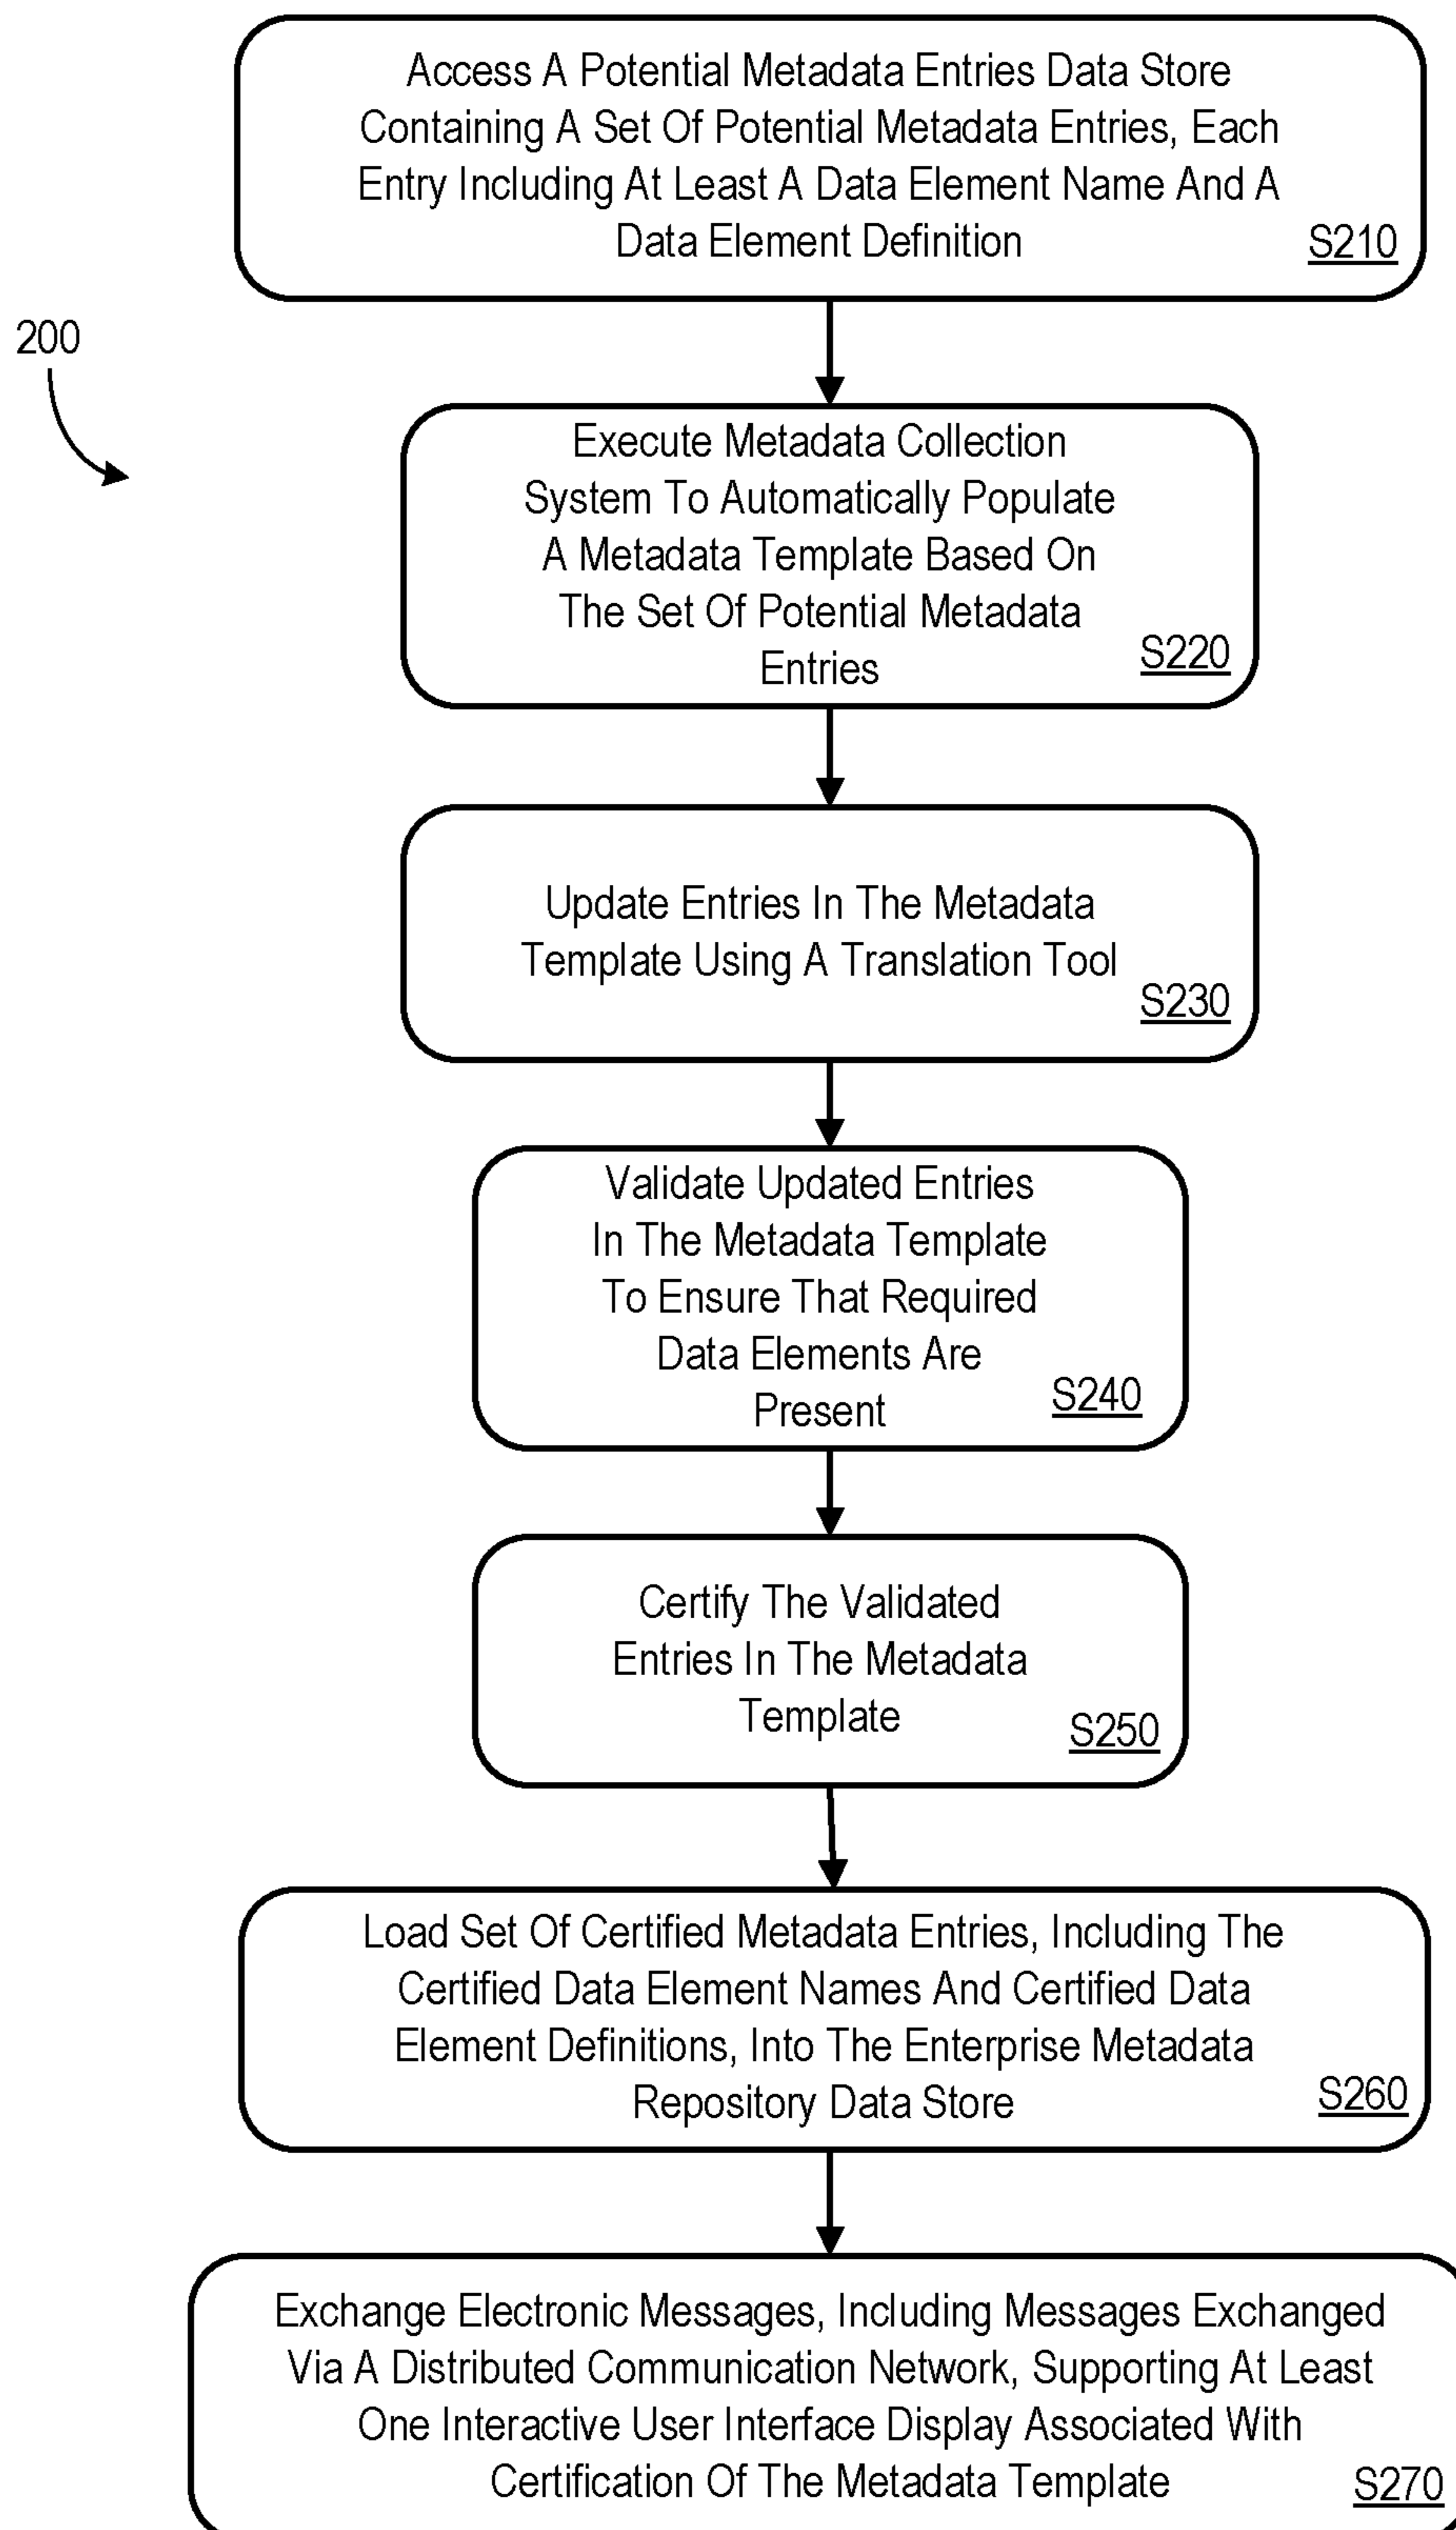 Access A Potential Metadata Entries Data Store
Containing A Set Of Potential Metadata Entries, Each
Entry Including At Least A Data Element Name And A
Data Element Definition
S210
200
Execute Metadata Collection
System To Automatically Populate
A Metadata Template Based On
The Set Of Potential Metadata
Entries
S220
Update Entries In The Metadata
Template Using A Translation Tool
S230
Validate Updated Entries
In The Metadata Template
To Ensure That Required
Data Elements Are
Present
S240
Certify The Validated
Entries In The Metadata
Template
S250
Load Set Of Certified Metadata Entries, Including The
Certified Data Element Names And Certified Data
Element Definitions, Into The Enterprise Metadata
Repository Data Store
S260
Exchange Electronic Messages, Including Messages Exchanged
Via A Distributed Communication Network, Supporting At Least
One Interactive User Interface Display Associated With
Certification Of The Metadata Template
S270